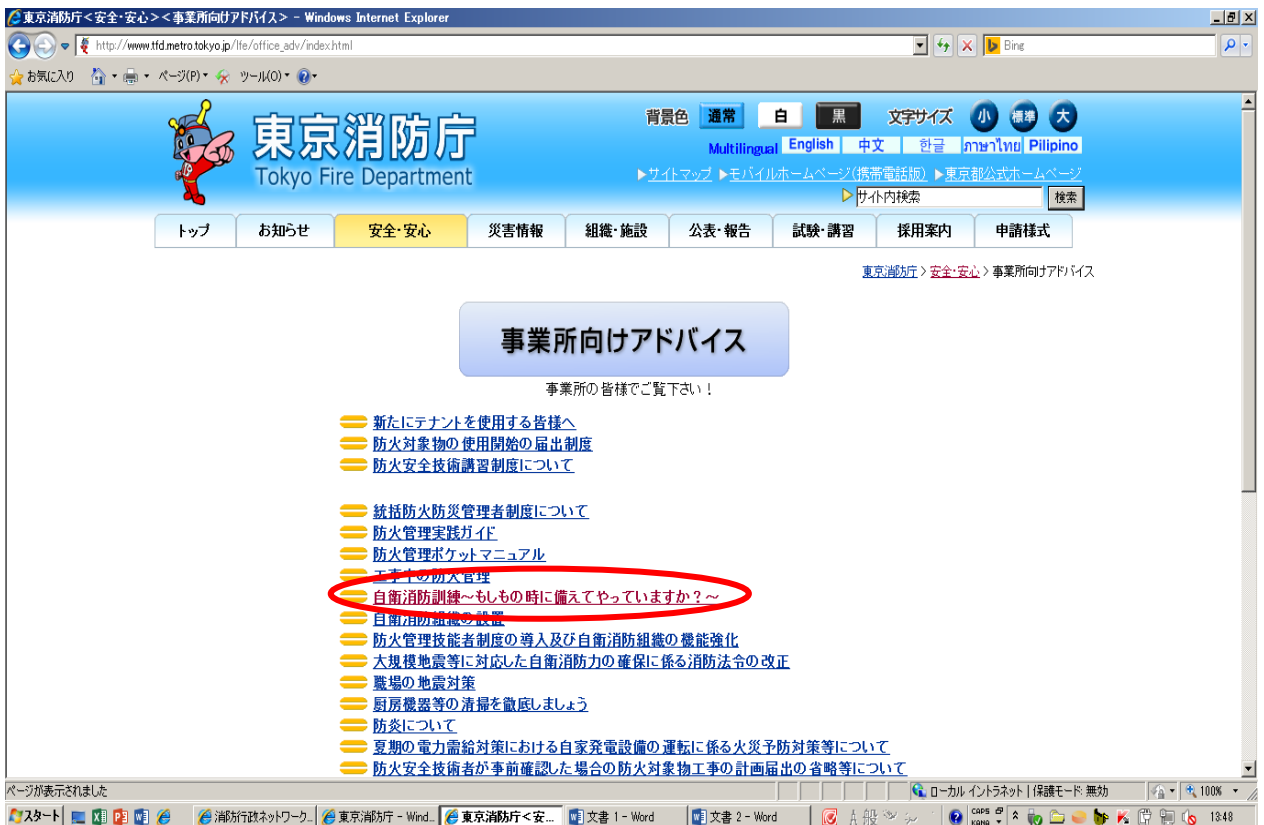 東京消防庁＜安全・安心＞＜事業所向けアドバイス＞ - Windows Internet Explorer
http://www.tfd.metro.tokyo.jp/lfe/office_adv/index.html
Bing
お気に入り ページ(P) ツール(O)
東京消防庁
Tokyo Fire Department
背景色 通常 白 黒 文字サイズ 小 標準 大
Multilingual English 中文 한글 ภาษาไทย Pilipino
▶サイトマップ ▶モバイルホームページ(携帯電話版) ▶東京都公式ホームページ
サイト内検索 検索
トップ お知らせ 安全・安心 災害情報 組織・施設 公表・報告 試験・講習 採用案内 申請様式
東京消防庁 > 安全・安心 > 事業所向けアドバイス
事業所向けアドバイス
事業所の皆様でご覧下さい！
新たにテナントを使用する皆様へ
防火対象物の使用開始の届出制度
防火安全技術講習制度について
統括防火防災管理者制度について
防火管理実践ガイド
防火管理ポケットマニュアル
工事中の防火管理
自衛消防訓練～もしもの時に備えてやっていますか？～
自衛消防組織の設置
防火管理技能者制度の導入及び自衛消防組織の機能強化
大規模地震等に対応した自衛消防力の確保に係る消防法令の改正
職場の地震対策
厨房機器等の清掃を徹底しましょう
防炎について
夏期の電力需給対策における自家発電設備の運転に係る火災予防対策等について
防火安全技術者が事前確認した場合の防火対象物工事の計画届出の省略等について
ページが表示されました ローカル イントラネット | 保護モード: 無効 100%
スタート 消防行政ネットワーク... 東京消防庁 - Wind... 東京消防庁＜安... 文書 1 - Word 文書 2 - Word A 般 CAPS KANA 13:48